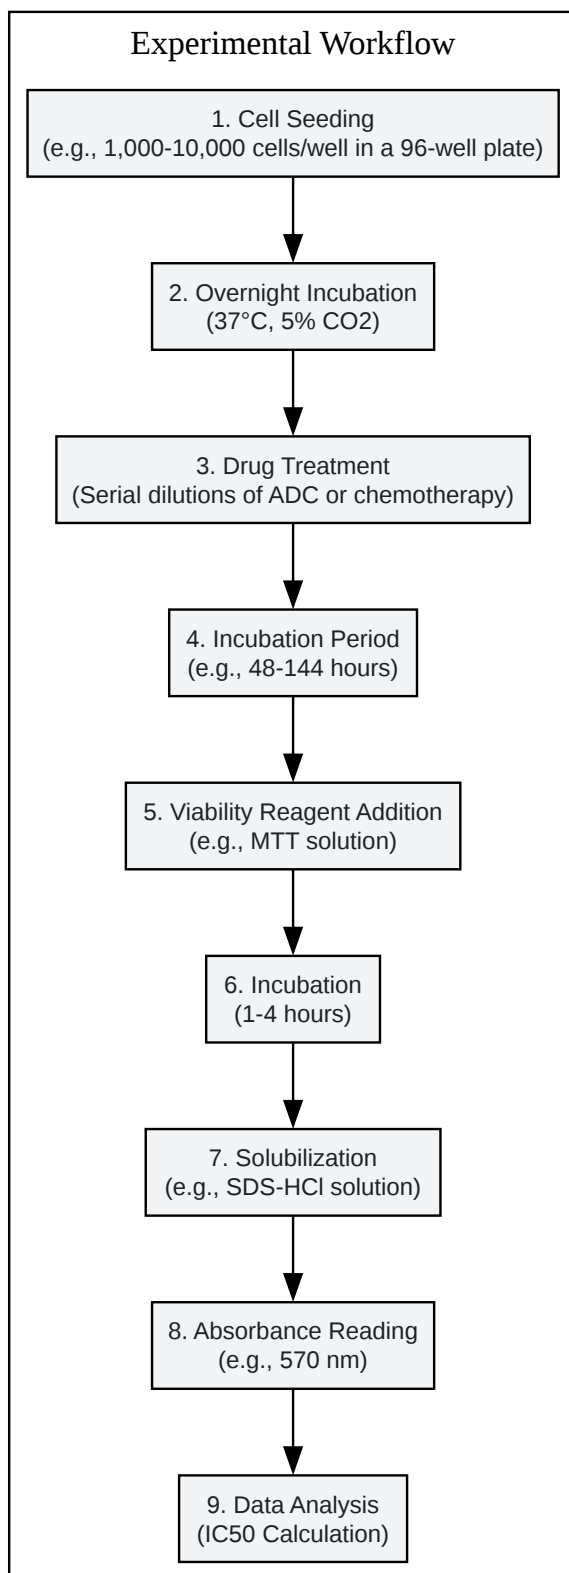 Experimental Workflow
1. Cell Seeding
(e.g., 1,000-10,000 cells/well in a 96-well plate)
2. Overnight Incubation
(37°C, 5% CO2)
3. Drug Treatment
(Serial dilutions of ADC or chemotherapy)
4. Incubation Period
(e.g., 48-144 hours)
5. Viability Reagent Addition
(e.g., MTT solution)
6. Incubation
(1-4 hours)
7. Solubilization
(e.g., SDS-HCl solution)
8. Absorbance Reading
(e.g., 570 nm)
9. Data Analysis
(IC50 Calculation)